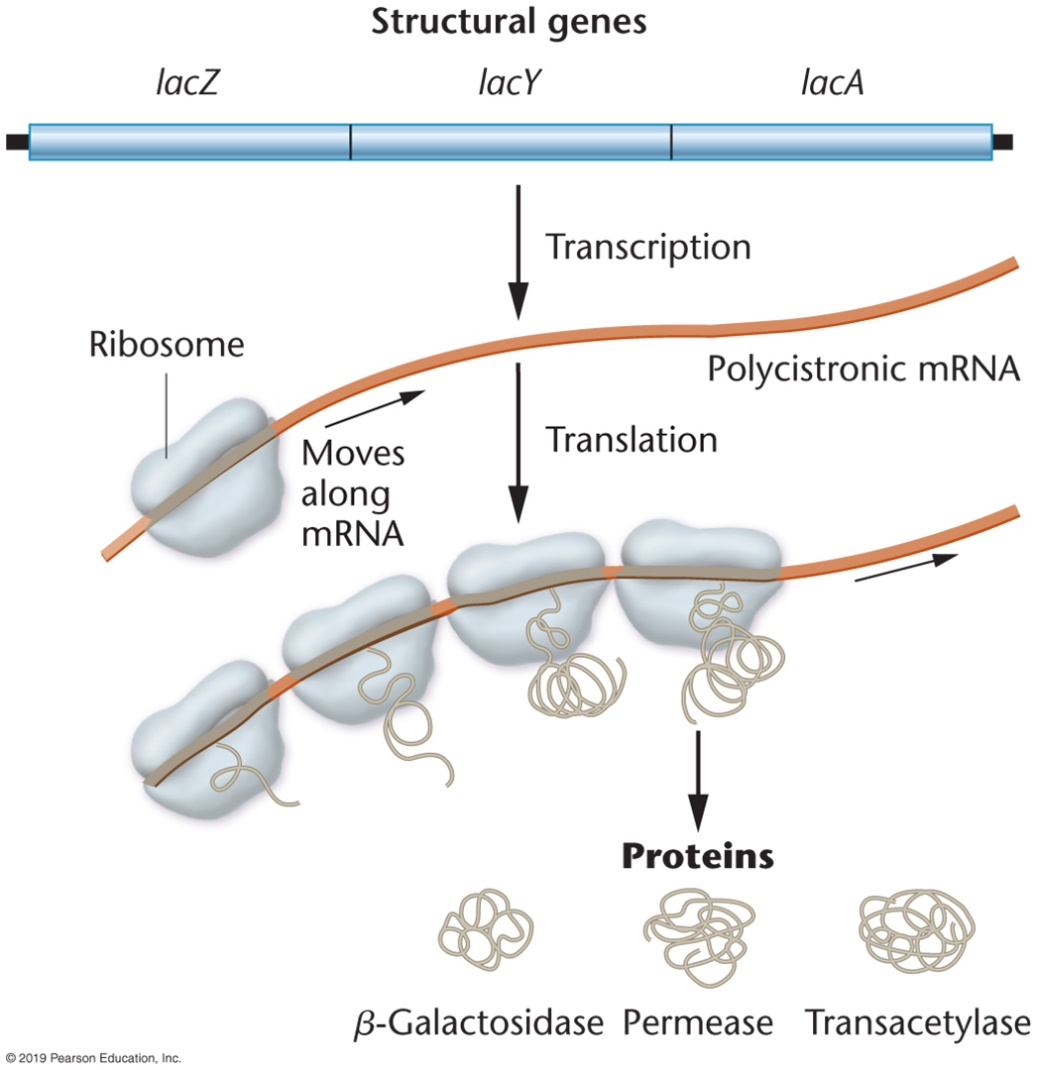 Structural genes
lacZ lacY lacA
Transcription
Ribosome
Polycistronic mRNA
Moves
along
mRNA
Translation
Proteins
β-Galactosidase Permease Transacetylase
© 2019 Pearson Education, Inc.